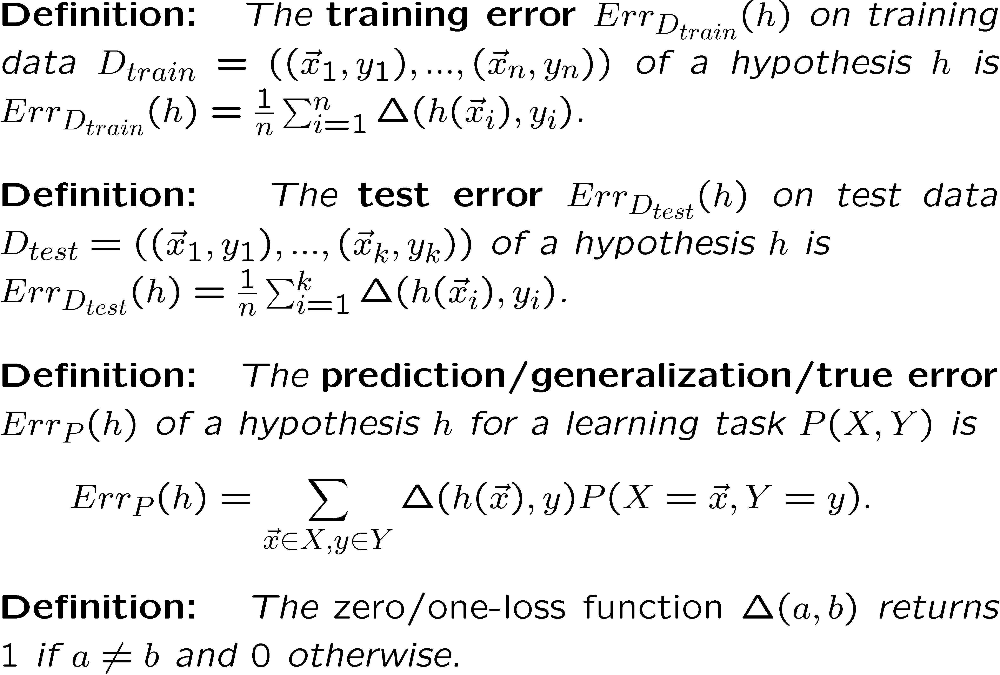 Definition: The training error $Err_{D_{train}}(h)$ on training
data $D_{train} = ((\vec{x}_1, y_1), ..., (\vec{x}_n, y_n))$ of a hypothesis $h$ is
$Err_{D_{train}}(h) = \frac{1}{n} \sum_{i=1}^{n} \Delta(h(\vec{x}_i), y_i)$.
Definition: The test error $Err_{D_{test}}(h)$ on test data
$D_{test} = ((\vec{x}_1, y_1), ..., (\vec{x}_k, y_k))$ of a hypothesis $h$ is
$Err_{D_{test}}(h) = \frac{1}{n} \sum_{i=1}^{k} \Delta(h(\vec{x}_i), y_i)$.
Definition: The prediction/generalization/true error
$Err_P(h)$ of a hypothesis $h$ for a learning task $P(X, Y)$ is
$Err_P(h) = \sum_{\vec{x} \in X, y \in Y} \Delta(h(\vec{x}), y) P(X = \vec{x}, Y = y)$.
Definition: The zero/one-loss function $\Delta(a, b)$ returns
1 if $a \neq b$ and 0 otherwise.